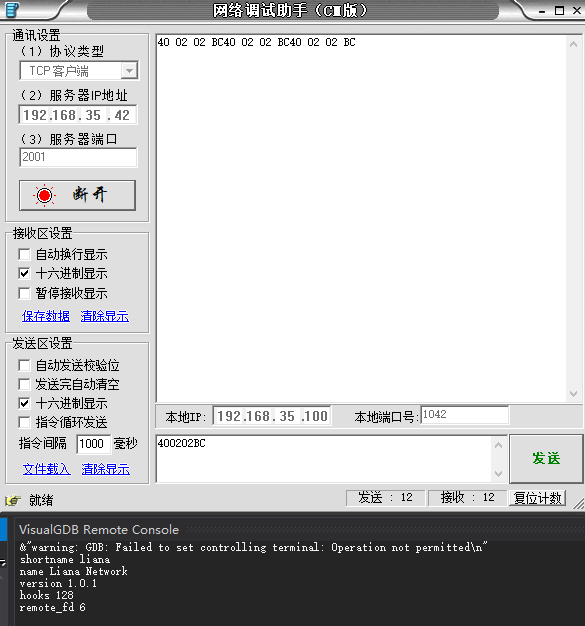 网络调试助手（CⅢ版）
通讯设置
（1）协议类型
TCP客户端
（2）服务器IP地址
192.168.35.42
（3）服务器端口
2001
断开
接收区设置
自动换行显示
十六进制显示
暂停接收显示
保存数据 清除显示
发送区设置
自动发送校验位
发送完自动清空
十六进制显示
指令循环发送
指令间隔 1000 毫秒
文件载入 清除显示
40 02 02 BC40 02 02 BC40 02 02 BC
本地IP: 192.168.35.100 本地端口号: 1042
400202BC
发送
就绪
发送 : 12 接收 : 12 复位计数
VisualGDB Remote Console
&"warning: GDB: Failed to set controlling terminal: Operation not permitted\n"
shortname liana
name Liana Network
version 1.0.1
hooks 128
remote_fd 6